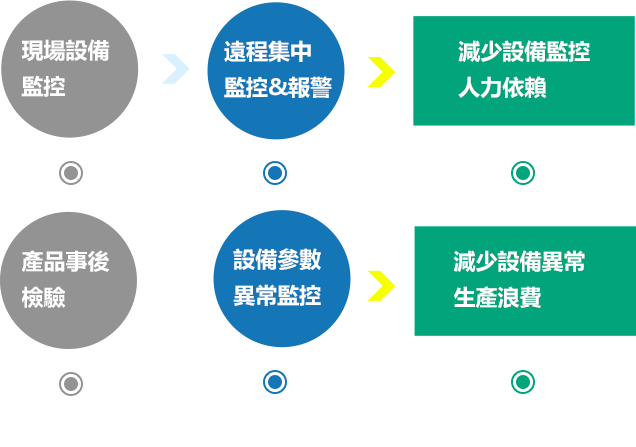 現場設備
監控
遠程集中
監控&報警
減少設備監控
人力依賴
產品事後
檢驗
設備參數
異常監控
減少設備異常
生產浪費